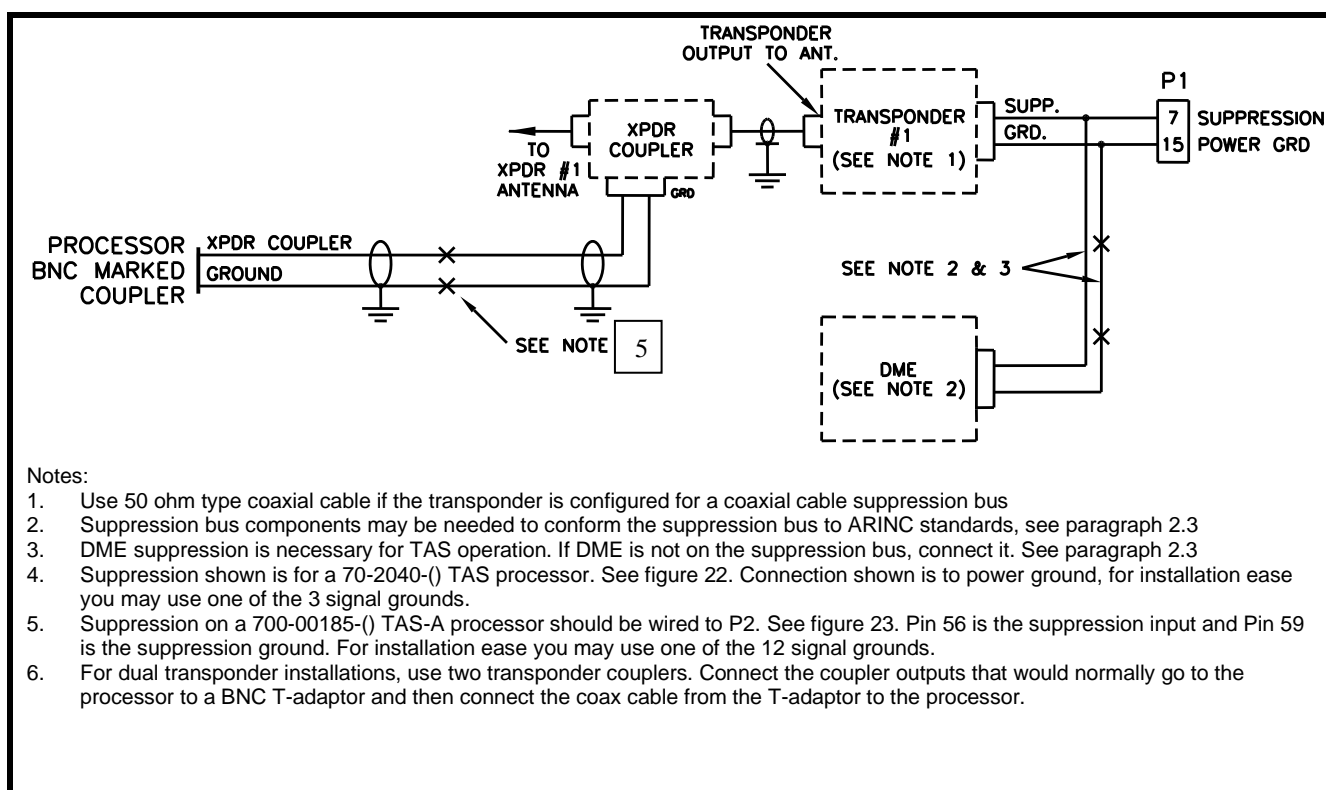 TRANSPONDER
OUTPUT TO ANT.
P1
TRANSPONDER
#1
(SEE NOTE 1)
SUPP.
GRD.
7 SUPPRESSION
15 POWER GRD
XPDR
COUPLER
TO
XPDR #1
ANTENNA
GRD
PROCESSOR
BNC MARKED
COUPLER
XPDR COUPLER
GROUND
SEE NOTE 5
SEE NOTE 2 & 3
DME
(SEE NOTE 2)
Notes:
1. Use 50 ohm type coaxial cable if the transponder is configured for a coaxial cable suppression bus
2. Suppression bus components may be needed to conform the suppression bus to ARINC standards, see paragraph 2.3
3. DME suppression is necessary for TAS operation. If DME is not on the suppression bus, connect it. See paragraph 2.3
4. Suppression shown is for a 70-2040-() TAS processor. See figure 22. Connection shown is to power ground, for installation ease
you may use one of the 3 signal grounds.
5. Suppression on a 700-00185-() TAS-A processor should be wired to P2. See figure 23. Pin 56 is the suppression input and Pin 59
is the suppression ground. For installation ease you may use one of the 12 signal grounds.
6. For dual transponder installations, use two transponder couplers. Connect the coupler outputs that would normally go to the
processor to a BNC T-adaptor and then connect the coax cable from the T-adaptor to the processor.